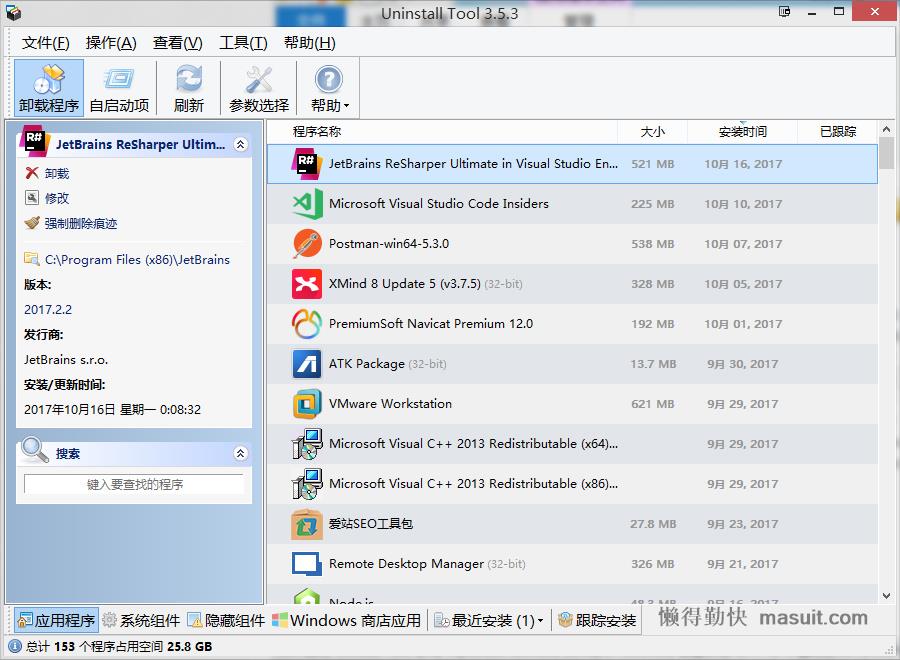 Uninstall Tool 3.5.3
文件(F) 操作(A) 查看(V) 工具(T) 帮助(H)
卸载程序 自启动项 刷新 参数选择 帮助
JetBrains ReSharper Ultim...
卸载
修改
强制删除痕迹
C:\Program Files (x86)\JetBrains
版本:
2017.2.2
发行商:
JetBrains s.r.o.
安装/更新时间:
2017年10月16日 星期一 0:08:32
搜索
键入要查找的程序
程序名称 大小 安装时间 已跟踪
R# JetBrains ReSharper Ultimate in Visual Studio En... 521 MB 10月 16, 2017
Microsoft Visual Studio Code Insiders 225 MB 10月 10, 2017
Postman-win64-5.3.0 538 MB 10月 07, 2017
XMind 8 Update 5 (v3.7.5) (32-bit) 328 MB 10月 05, 2017
PremiumSoft Navicat Premium 12.0 192 MB 10月 01, 2017
ATK Package (32-bit) 13.7 MB 9月 30, 2017
VMware Workstation 621 MB 9月 29, 2017
Microsoft Visual C++ 2013 Redistributable (x64)... 9月 29, 2017
Microsoft Visual C++ 2013 Redistributable (x86)... 9月 29, 2017
爱站SEO工具包 27.8 MB 9月 23, 2017
Remote Desktop Manager (32-bit) 326 MB 9月 21, 2017
Node.js 48.3 MB 9月 16, 2017
应用程序 系统组件 隐藏组件 Windows 商店应用 最近安装 (1) 跟踪安装
懒得勤快 masuit.com
总计 153 个程序占用空间 25.8 GB